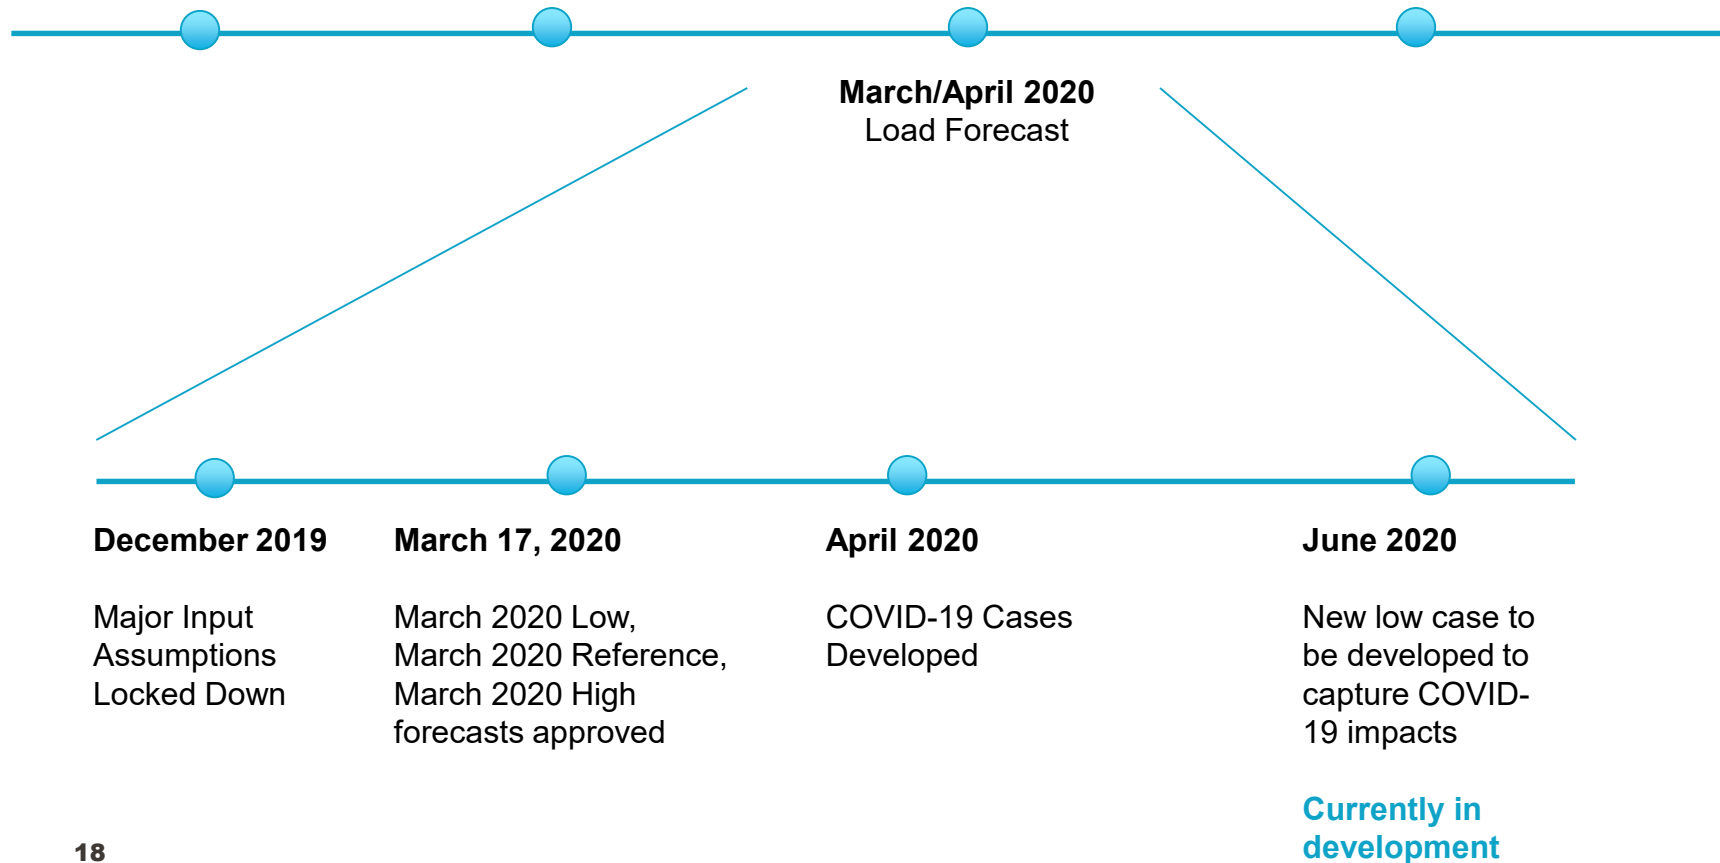 March/April 2020
Load Forecast
December 2019
Major Input
Assumptions
Locked Down
March 17, 2020
March 2020 Low,
March 2020 Reference,
March 2020 High
forecasts approved
April 2020
COVID-19 Cases
Developed
June 2020
New low case to
be developed to
capture COVID-
19 impacts
Currently in
development
18